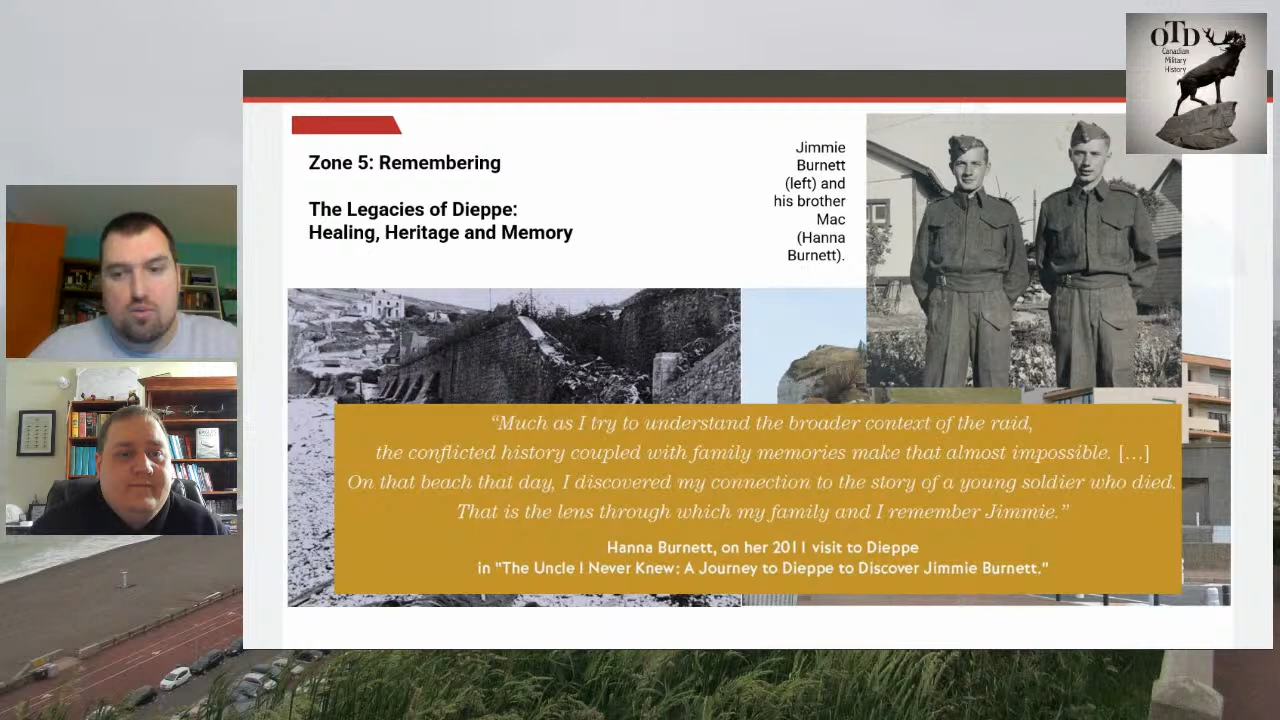 OTD
Canadian
Military
History
Zone 5: Remembering
The Legacies of Dieppe:
Healing, Heritage and Memory
Jimmie
Burnett
(left) and
his brother
Mac
(Hanna
Burnett).
“Much as I try to understand the broader context of the raid,
the conflicted history coupled with family memories make that almost impossible. […]
On that beach that day, I discovered my connection to the story of a young soldier who died.
That is the lens through which my family and I remember Jimmie.”
Hanna Burnett, on her 2011 visit to Dieppe
in "The Uncle I Never Knew: A Journey to Dieppe to Discover Jimmie Burnett."